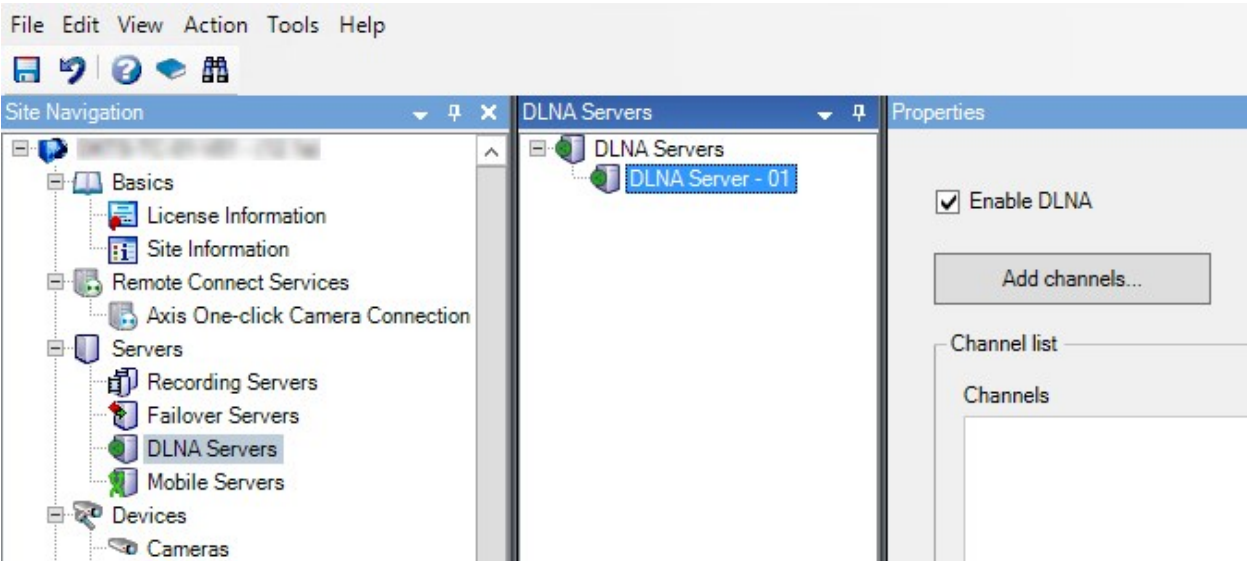 File Edit View Action Tools Help
Site Navigation
Basics
License Information
Site Information
Remote Connect Services
Axis One-click Camera Connection
Servers
Recording Servers
Failover Servers
DLNA Servers
Mobile Servers
Devices
Cameras
DLNA Servers
DLNA Servers
DLNA Server - 01
Properties
Enable DLNA
Add channels...
Channel list
Channels